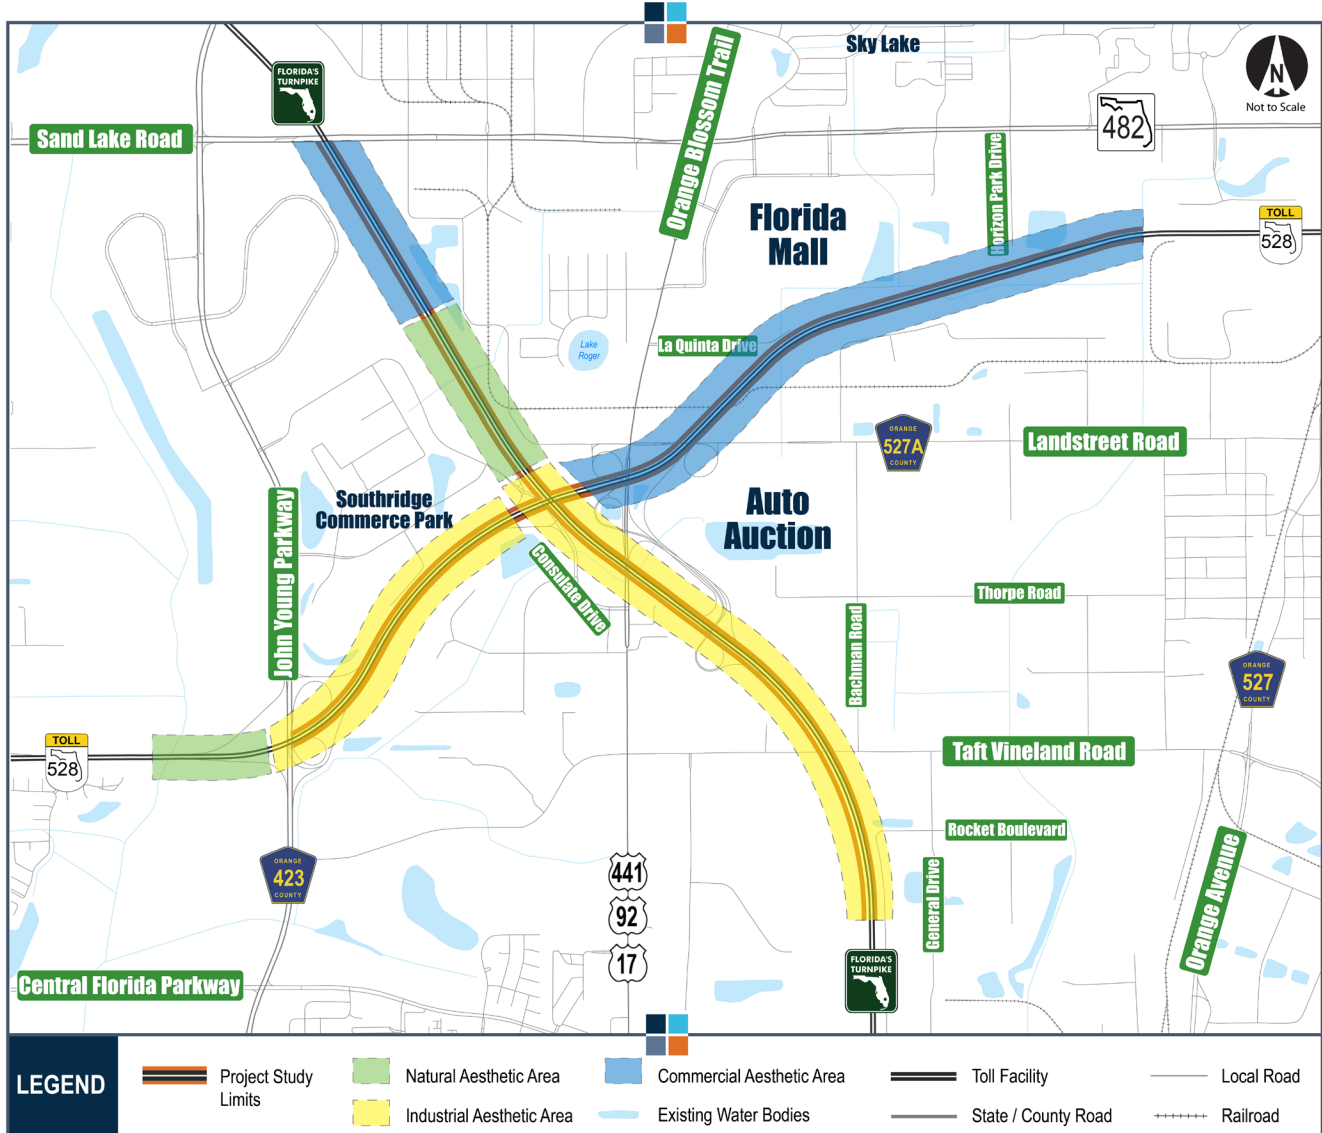 Sky Lake
N
Not to Scale
FLORIDA'S
TURNPIKE
Orange Blossom Trail
482
Sand Lake Road
Horizon Park Drive
Florida
Mall
TOLL
528
Lake
Roger
La Quinta Drive
ORANGE
527A
COUNTY
Landstreet Road
Southridge
Commerce Park
Auto
Auction
John Young Parkway
Consulate Drive
Thorpe Road
Bachman Road
ORANGE
527
COUNTY
TOLL
528
Taft Vineland Road
Rocket Boulevard
ORANGE
423
COUNTY
441
92
17
General Drive
Orange Avenue
FLORIDA'S
TURNPIKE
Central Florida Parkway
LEGEND
Project Study
Limits
Natural Aesthetic Area
Industrial Aesthetic Area
Commercial Aesthetic Area
Existing Water Bodies
Toll Facility
State / County Road
Local Road
Railroad